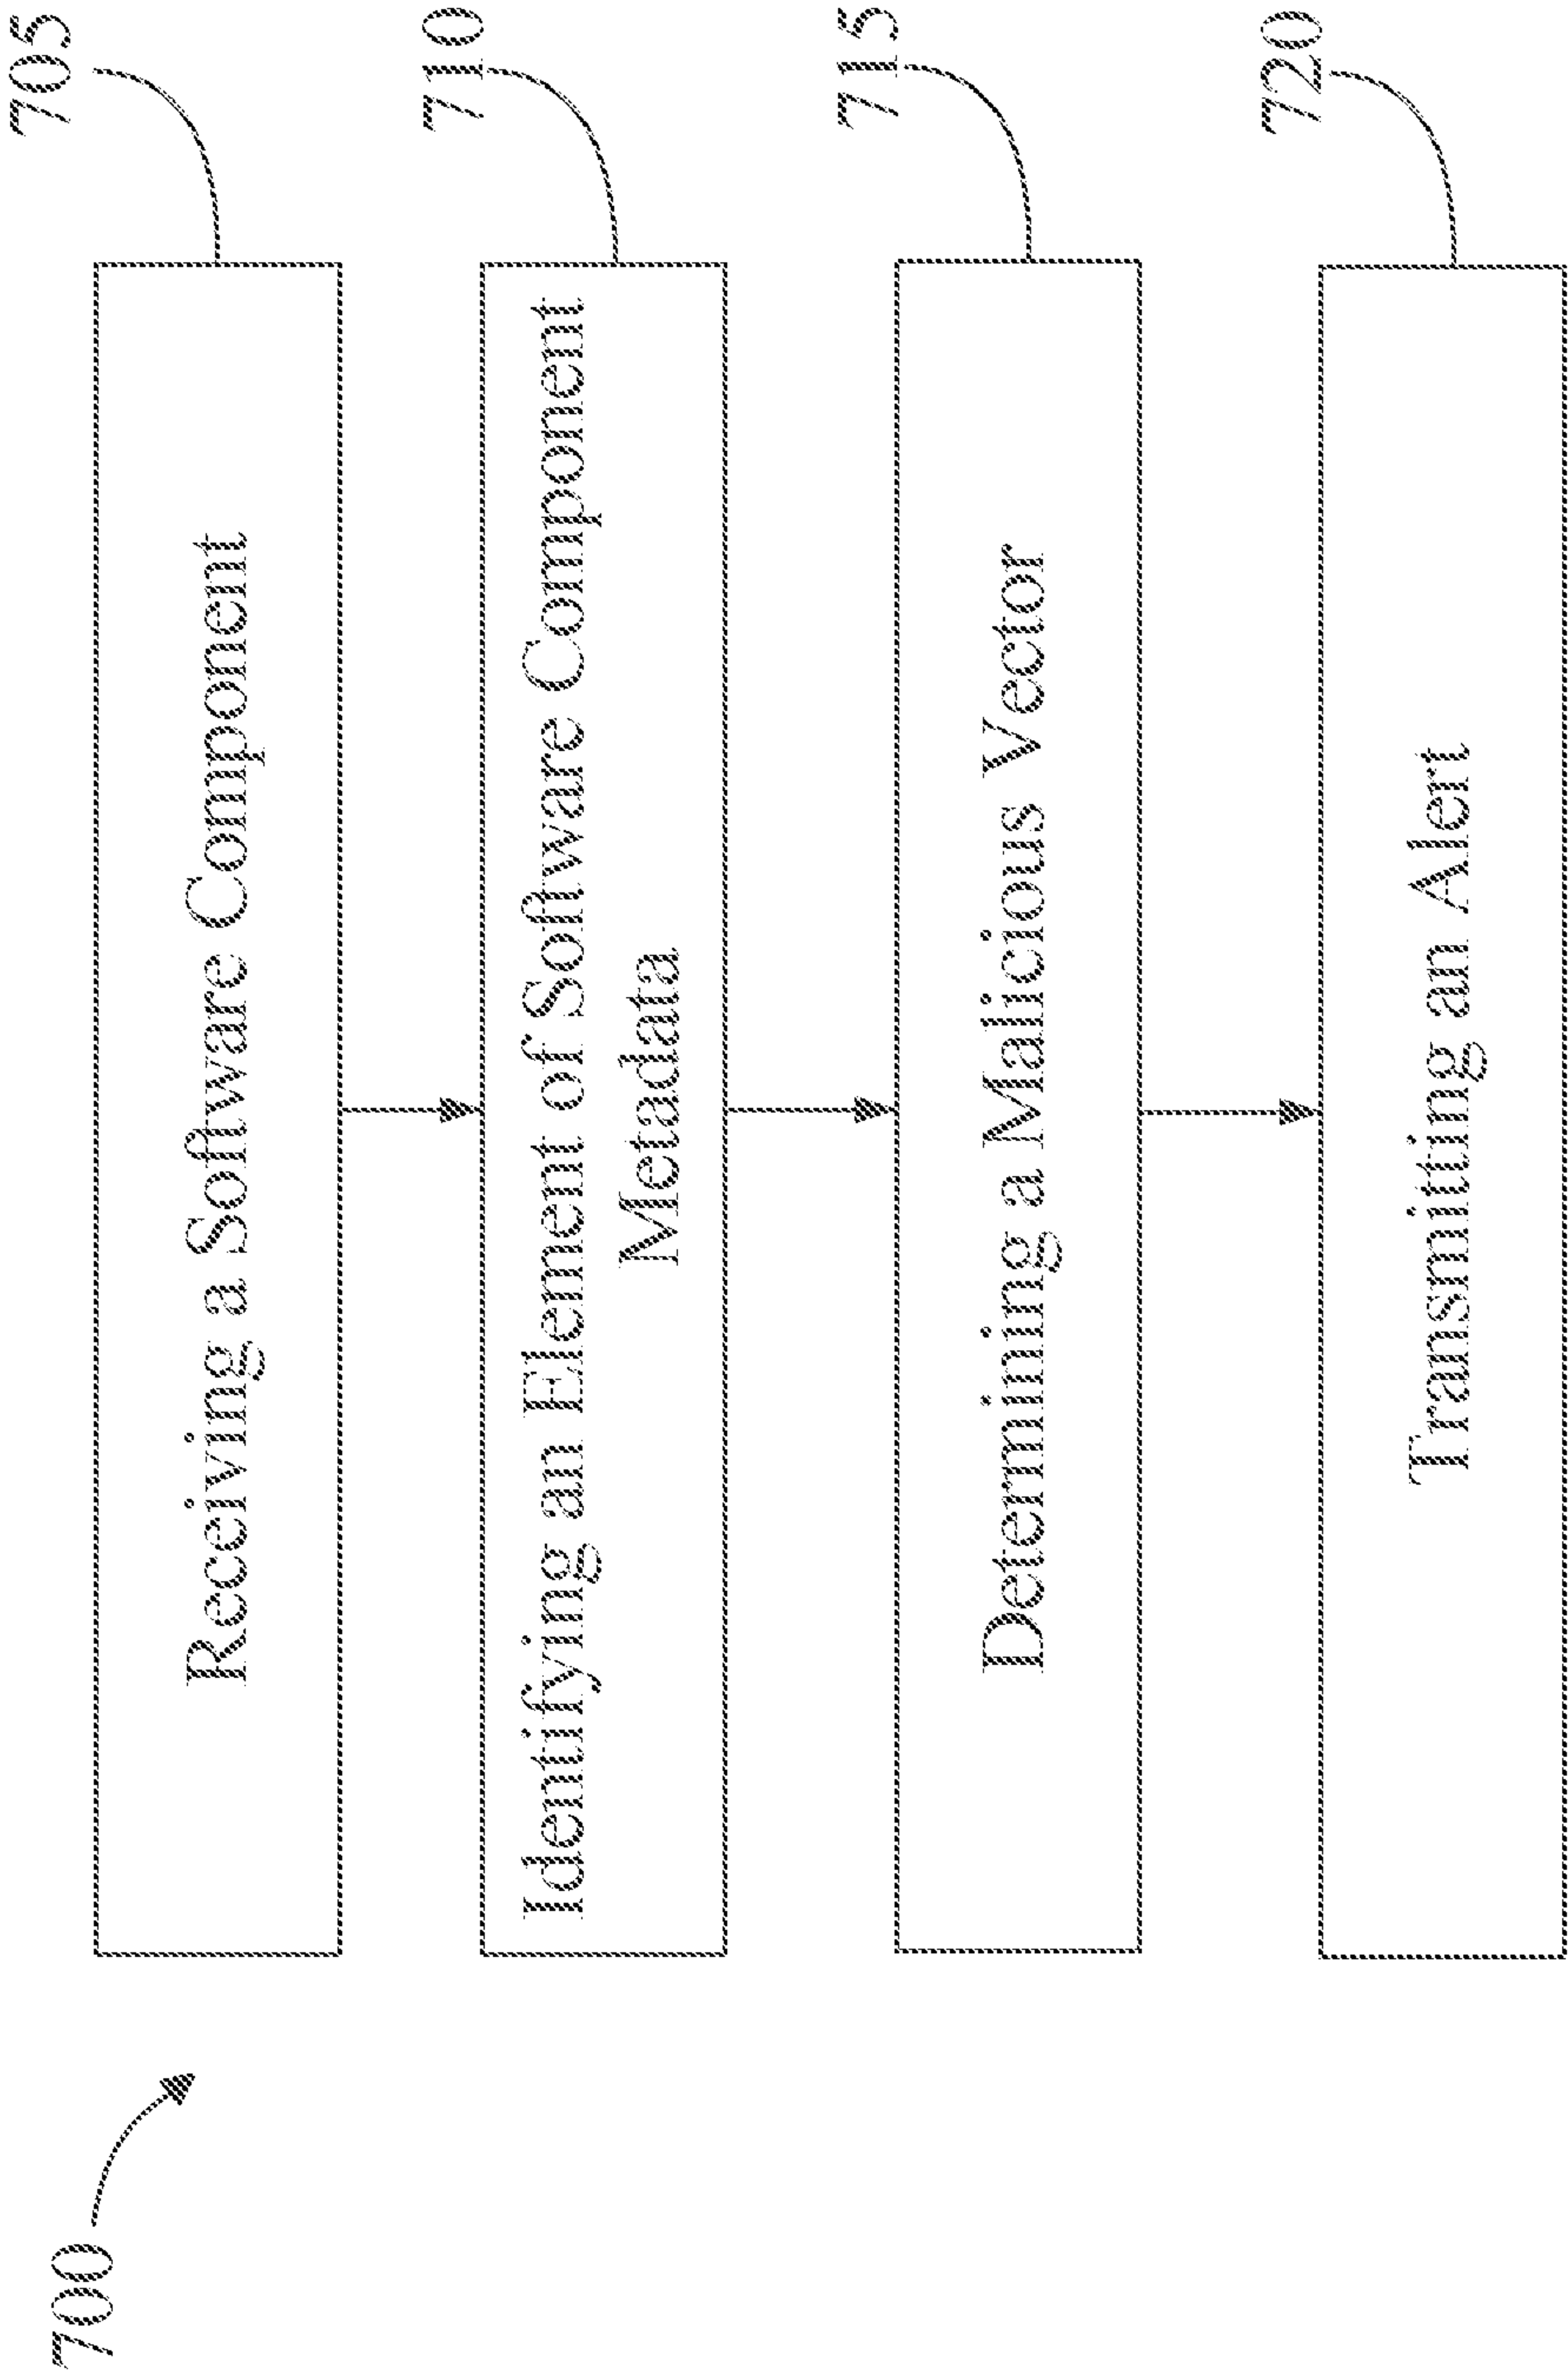 700
705
Receiving a Software Component
710
Identifying an Element of Software Component
Metadata
715
Determining a Malicious Vector
720
Transmitting an Alert